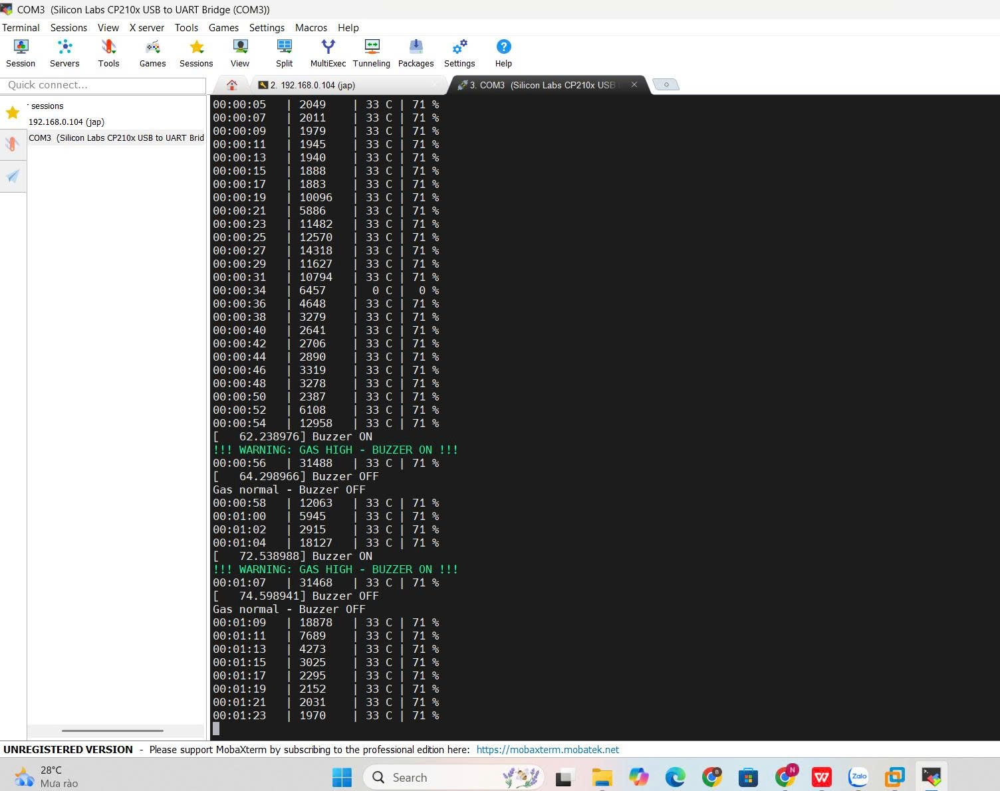 COM3  (Silicon Labs CP210x USB to UART Bridge (COM3))
Terminal Sessions View X server Tools Games Settings Macros Help
Session Servers Tools Games Sessions View Split MultiExec Tunneling Packages Settings Help
Quick connect...
2. 192.168.0.104 (jap)
3. COM3  (Silicon Labs CP210x USB
sessions
192.168.0.104 (jap)
COM3  (Silicon Labs CP210x USB to UART Brid
00:00:05   | 2049    | 33 C | 71 %
00:00:07   | 2011    | 33 C | 71 %
00:00:09   | 1979    | 33 C | 71 %
00:00:11   | 1945    | 33 C | 71 %
00:00:13   | 1940    | 33 C | 71 %
00:00:15   | 1888    | 33 C | 71 %
00:00:17   | 1883    | 33 C | 71 %
00:00:19   | 10096   | 33 C | 71 %
00:00:21   | 5886    | 33 C | 71 %
00:00:23   | 11482   | 33 C | 71 %
00:00:25   | 12570   | 33 C | 71 %
00:00:27   | 14318   | 33 C | 71 %
00:00:29   | 11627   | 33 C | 71 %
00:00:31   | 10794   | 33 C | 71 %
00:00:34   | 6457    |  0 C |  0 %
00:00:36   | 4648    | 33 C | 71 %
00:00:38   | 3279    | 33 C | 71 %
00:00:40   | 2641    | 33 C | 71 %
00:00:42   | 2706    | 33 C | 71 %
00:00:44   | 2890    | 33 C | 71 %
00:00:46   | 3319    | 33 C | 71 %
00:00:48   | 3278    | 33 C | 71 %
00:00:50   | 2387    | 33 C | 71 %
00:00:52   | 6108    | 33 C | 71 %
00:00:54   | 12958   | 33 C | 71 %
[   62.238976] Buzzer ON
!!! WARNING: GAS HIGH - BUZZER ON !!!
00:00:56   | 31488   | 33 C | 71 %
[   64.298966] Buzzer OFF
Gas normal - Buzzer OFF
00:00:58   | 12063   | 33 C | 71 %
00:01:00   | 5945    | 33 C | 71 %
00:01:02   | 2915    | 33 C | 71 %
00:01:04   | 18127   | 33 C | 71 %
[   72.538988] Buzzer ON
!!! WARNING: GAS HIGH - BUZZER ON !!!
00:01:07   | 31468   | 33 C | 71 %
[   74.598941] Buzzer OFF
Gas normal - Buzzer OFF
00:01:09   | 18878   | 33 C | 71 %
00:01:11   | 7689    | 33 C | 71 %
00:01:13   | 4273    | 33 C | 71 %
00:01:15   | 3025    | 33 C | 71 %
00:01:17   | 2295    | 33 C | 71 %
00:01:19   | 2152    | 33 C | 71 %
00:01:21   | 2031    | 33 C | 71 %
00:01:23   | 1970    | 33 C | 71 %
UNREGISTERED VERSION  -  Please support MobaXterm by subscribing to the professional edition here:  https://mobaxterm.mobatek.net
28°C
Mưa rào
Search
B
N
W
Zalo